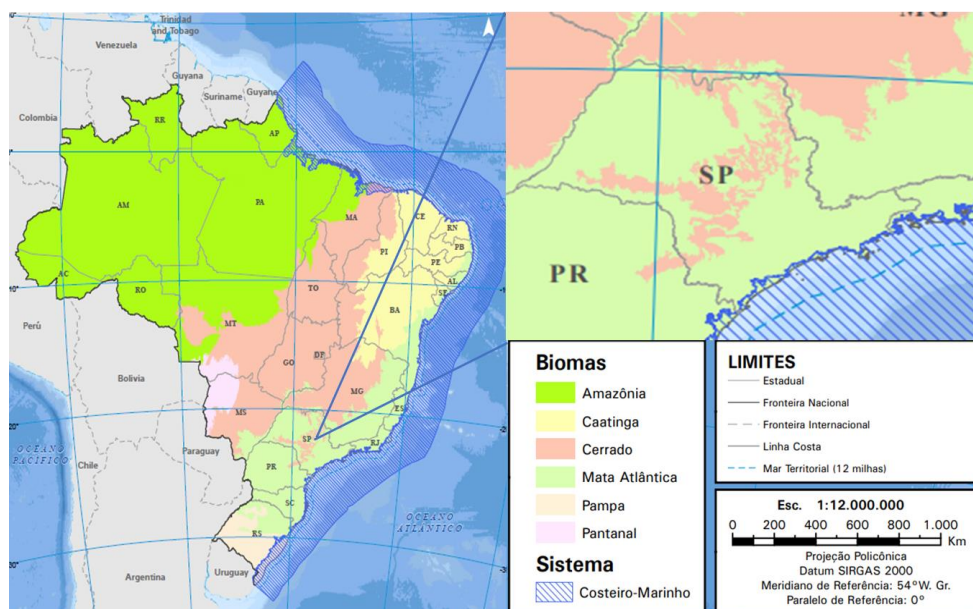 Trinidad
and Tobago
Venezuela
Guyana
Suriname
Guyane
Colombia
RR
AP
AM
PA
MA
CE
RN
PB
PE
AL
SE
PI
AC
RO
TO
BA
MT
Perú
Bolivia
GO
DF
MG
MS
ES
SP
RJ
Paraguay
PR
SC
RS
OCÉANO
PACÍFICO
Chile
OCÉANO
ATLÁNTICO
Argentina
Uruguay
MG
SP
PR
Biomas
Amazônia
Caatinga
Cerrado
Mata Atlântica
Pampa
Pantanal
Sistema
Costeiro-Marinho
LIMITES
Estadual
Fronteira Nacional
Fronteira Internacional
Linha Costa
Mar Territorial (12 milhas)
Esc. 1:12.000.000
0 200 400 600 800 1.000
Km
Projeção Policônica
Datum SIRGAS 2000
Meridiano de Referência: 54°W. Gr.
Paralelo de Referência: 0°